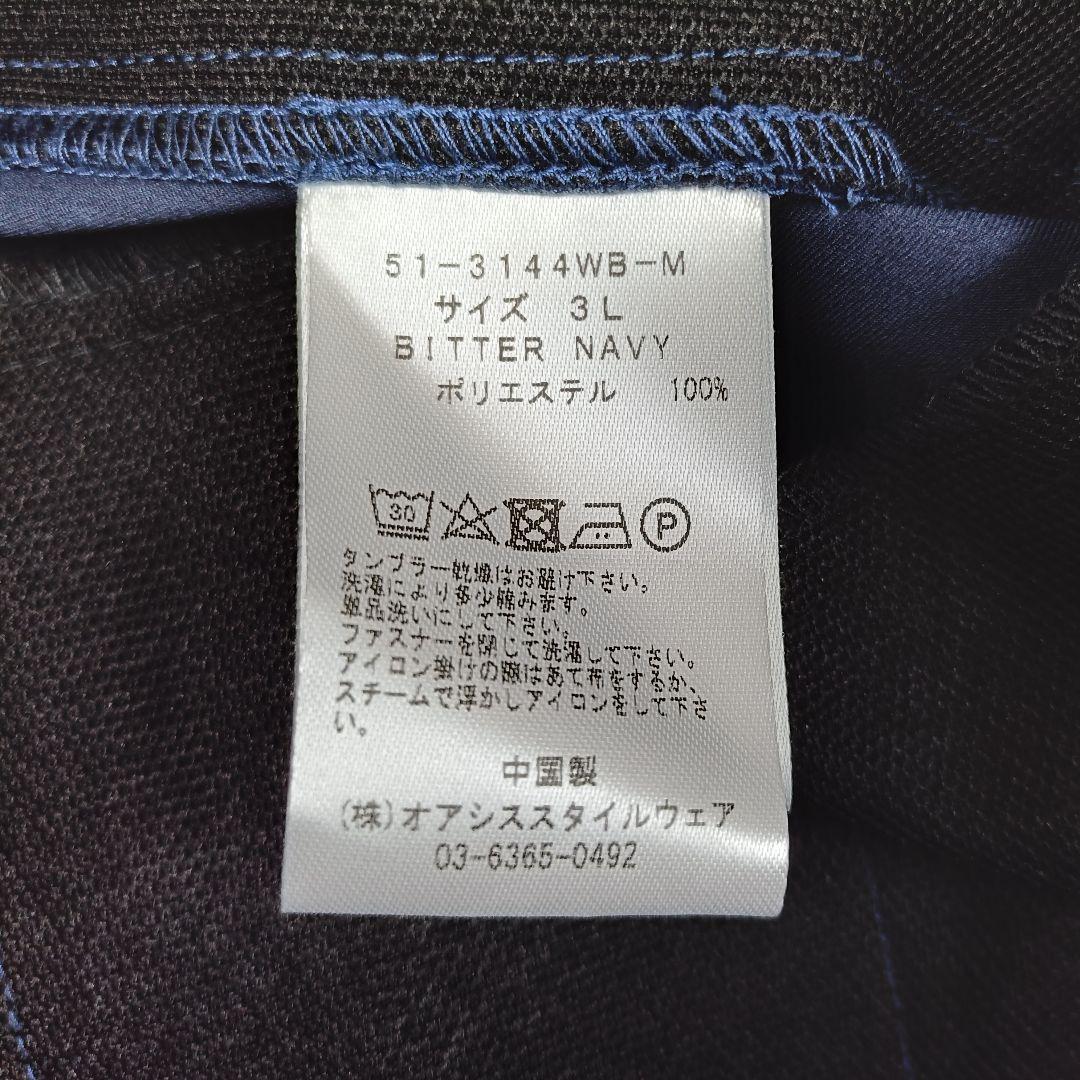 51-3144WB-M
サイズ 3L
BITTER NAVY
ポリエステル 100%
30
P
タンブラー乾燥はお避け下さい。
洗濯により多少縮みます。
単品洗いにして下さい。
ファスナーを閉じて洗濯して下さい。
アイロン掛けの際はあて布をするか、
スチームで浮かしアイロンをして下さ
い。
中国製
(株)オアシススタイルウェア
03-6365-0492